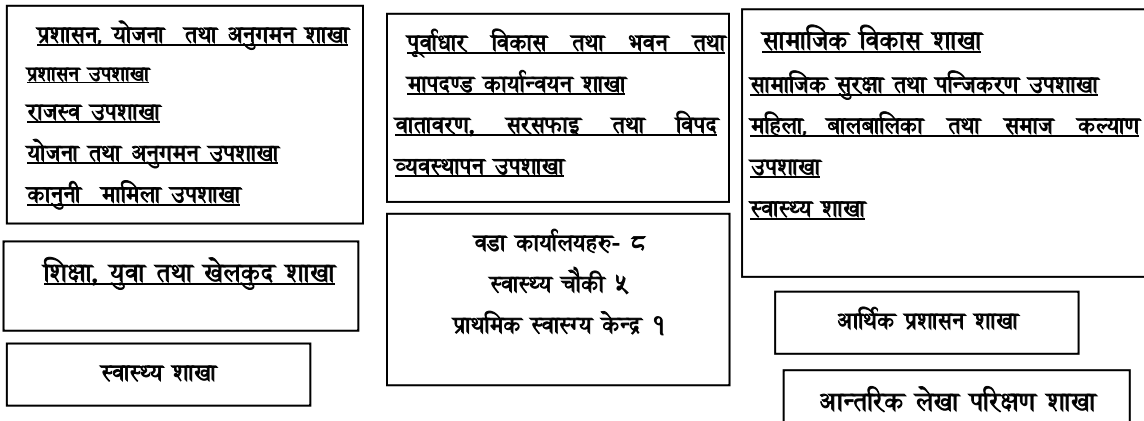 प्रशासन, योजना तथा अनुगमन शाखा
प्रशासन उपशाखा
राजस्व उपशाखा
योजना तथा अनुगमन उपशाखा
कानुनी मामिला उपशाखा
शिक्षा, युवा तथा खेलकुद शाखा
स्वास्थ्य शाखा
पूर्वाधार विकास तथा भवन तथा
मापदण्ड कार्यान्वयन शाखा
वातावरण, सरसफाइ तथा विपद
व्यवस्थापन उपशाखा
वडा कार्यालयहरु- ८
स्वास्थ्य चौकी ५
प्राथमिक स्वास्ग्य केन्द्र १
सामाजिक विकास शाखा
सामाजिक सुरक्षा तथा पन्जिकरण उपशाखा
महिला, बालबालिका तथा समाज कल्याण
उपशाखा
स्वास्थ्य शाखा
आर्थिक प्रशासन शाखा
आन्तरिक लेखा परिक्षण शाखा